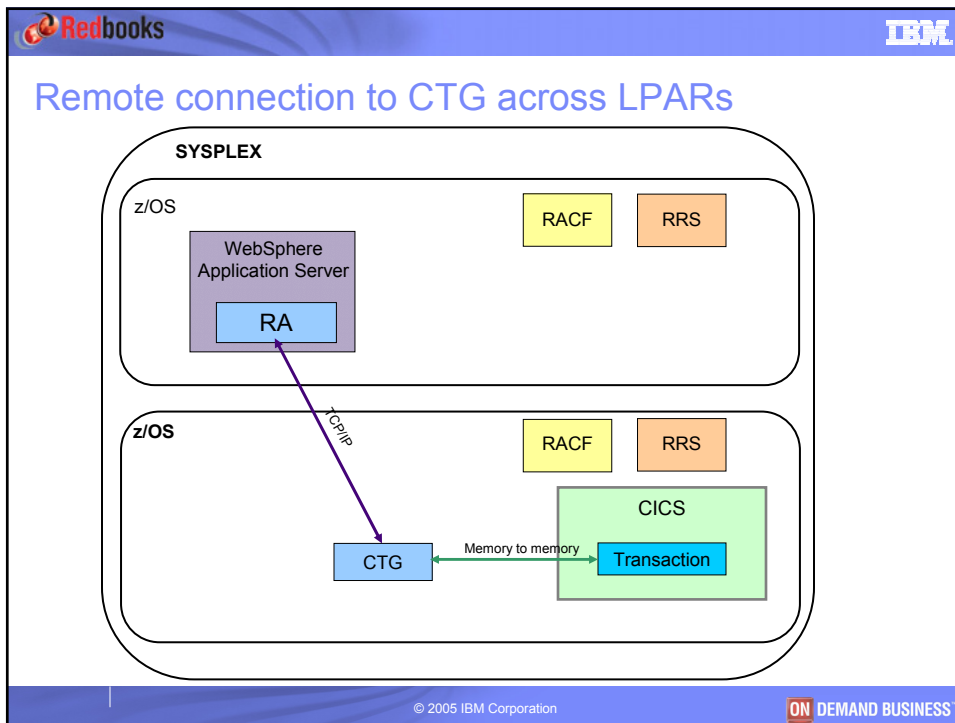 Redbooks
IBM
Remote connection to CTG across LPARs
SYSPLEX
z/OS
RACF
RRS
WebSphere
Application Server
RA
TCP/IP
z/OS
RACF
RRS
CICS
CTG
Memory to memory
Transaction
© 2005 IBM Corporation
ON DEMAND BUSINESS